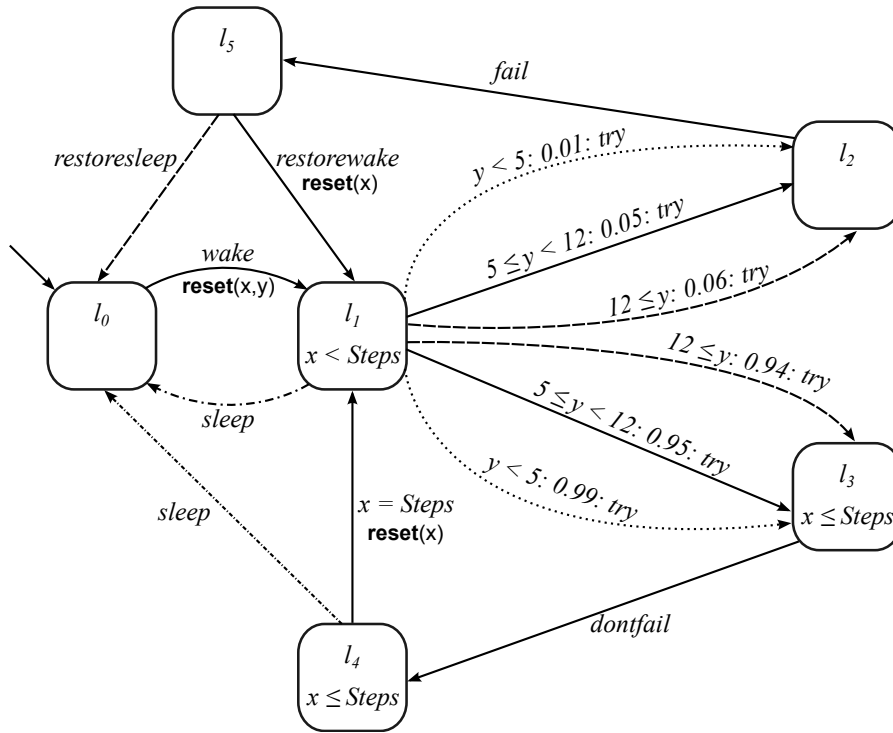 l5
fail
restoresleep
restorewake
reset(x)
y < 5: 0.01: try
l2
5 ≤ y < 12: 0.05: try
wake
reset(x,y)
12 ≤ y: 0.06: try
l0
l1
x < Steps
12 ≤ y: 0.94: try
sleep
5 ≤ y < 12: 0.95: try
y < 5: 0.99: try
l3
x ≤ Steps
sleep
x = Steps
reset(x)
dontfail
l4
x ≤ Steps